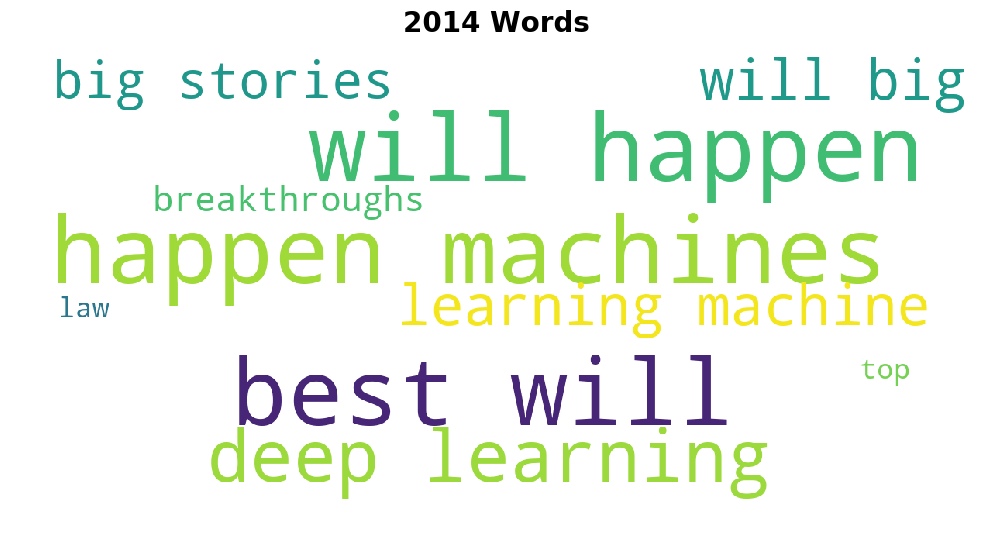 2014 Words
big stories
will big
will happen
breakthroughs
happen machines
learning machine
law
best will
top
deep learning